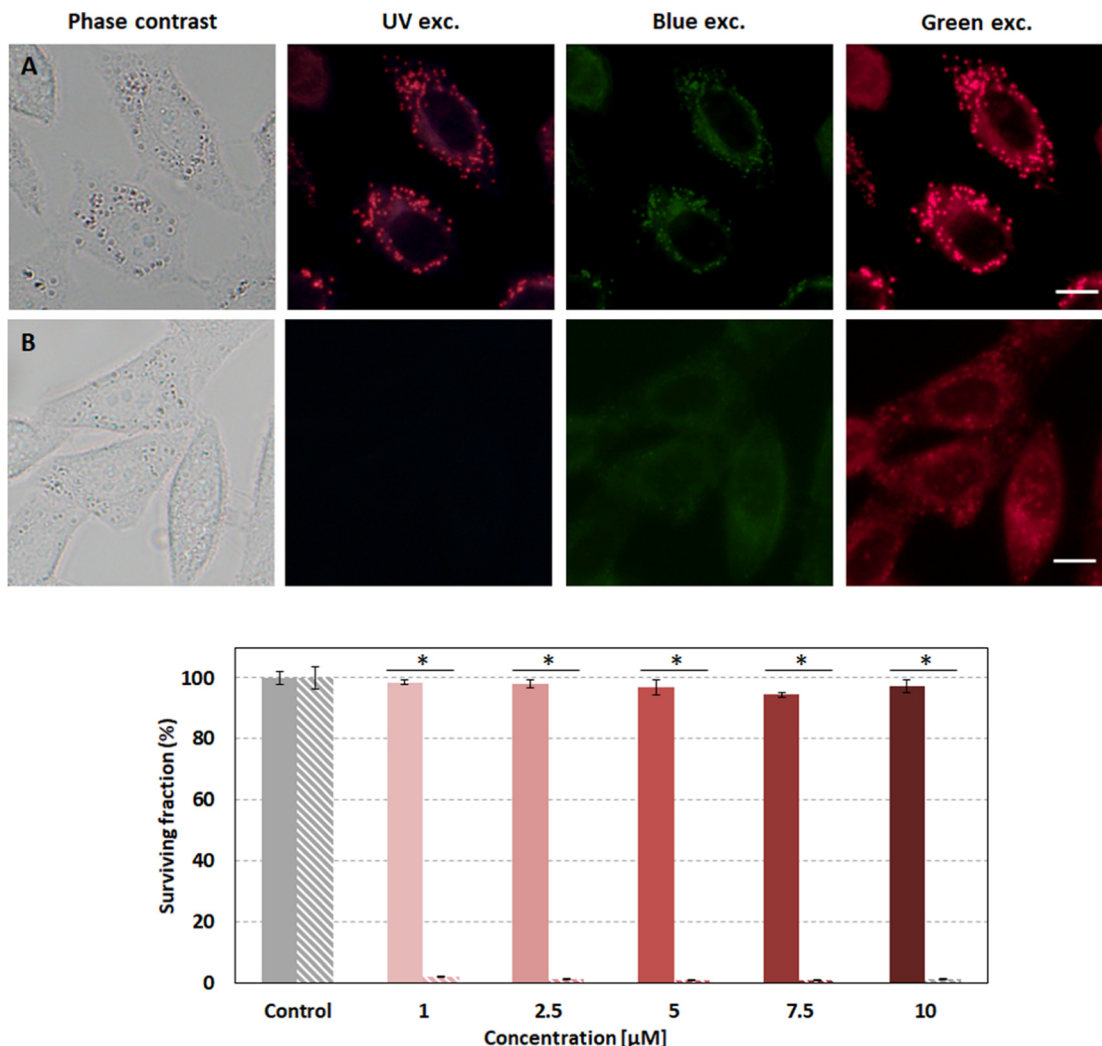 Phase contrast UV exc. Blue exc. Green exc.
A
B
* * * * *
100
80
60
40
20
0
Surviving fraction (%)
Control 1 2.5 5 7.5 10
Concentration [µM]